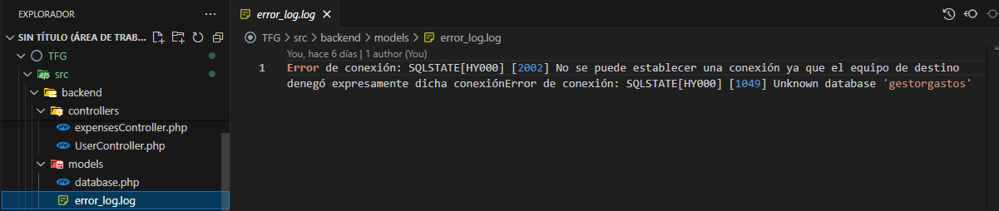 EXPLORADOR
SIN TÍTULO (ÁREA DE TRAB...
TFG
src
backend
controllers
expensesController.php
UserController.php
models
database.php
error_log.log
error_log.log
TFG > src > backend > models > error_log.log
You, hace 6 días | 1 author (You)
1 Error de conexión: SQLSTATE[HY000] [2002] No se puede establecer una conexión ya que el equipo de destino
denegó expresamente dicha conexiónError de conexión: SQLSTATE[HY000] [1049] Unknown database 'gestorgastos'